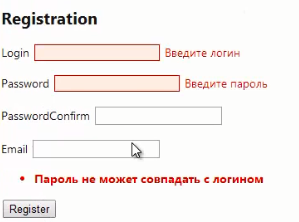 Registration
Login Введите логин
Password Введите пароль
PasswordConfirm
Email
• Пароль не может совпадать с логином
Register